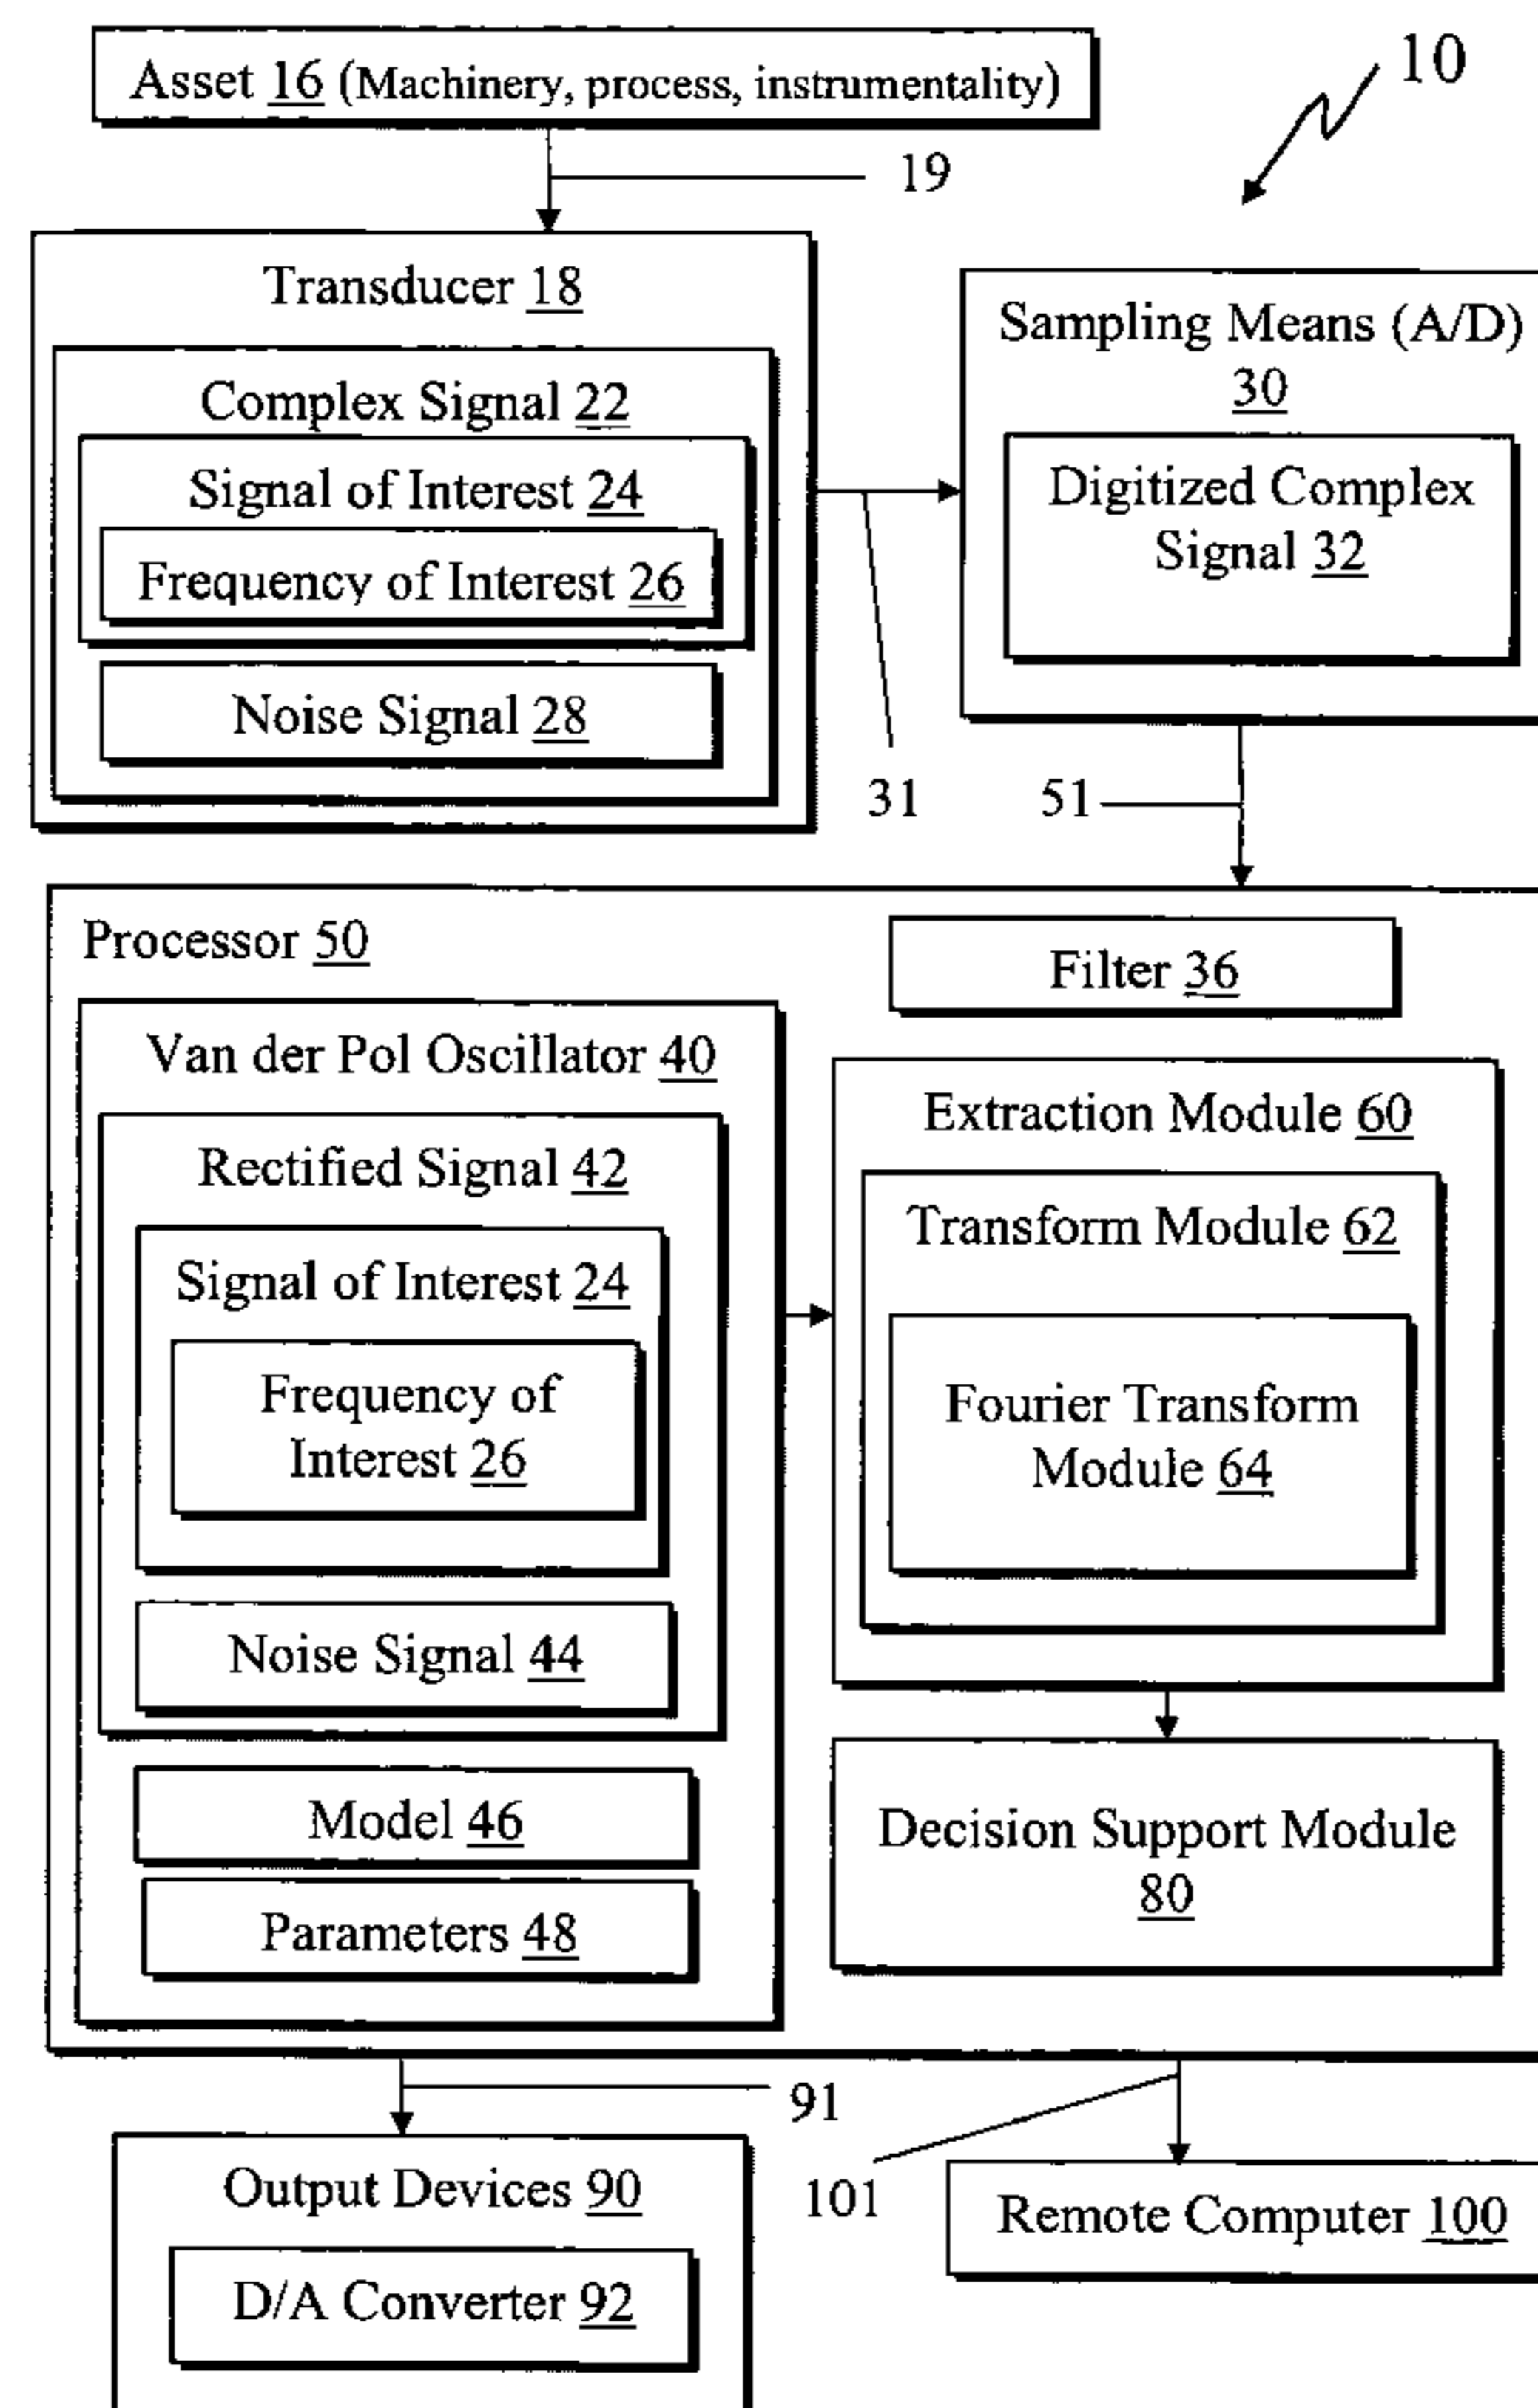 10
Asset 16 (Machinery, process, instrumentality)
19
Transducer 18
Complex Signal 22
Signal of Interest 24
Frequency of Interest 26
Noise Signal 28
Sampling Means (A/D)
30
Digitized Complex
Signal 32
31
51
Processor 50
Filter 36
Van der Pol Oscillator 40
Rectified Signal 42
Signal of Interest 24
Frequency of
Interest 26
Noise Signal 44
Model 46
Parameters 48
Extraction Module 60
Transform Module 62
Fourier Transform
Module 64
Decision Support Module
80
91
101
Output Devices 90
D/A Converter 92
Remote Computer 100